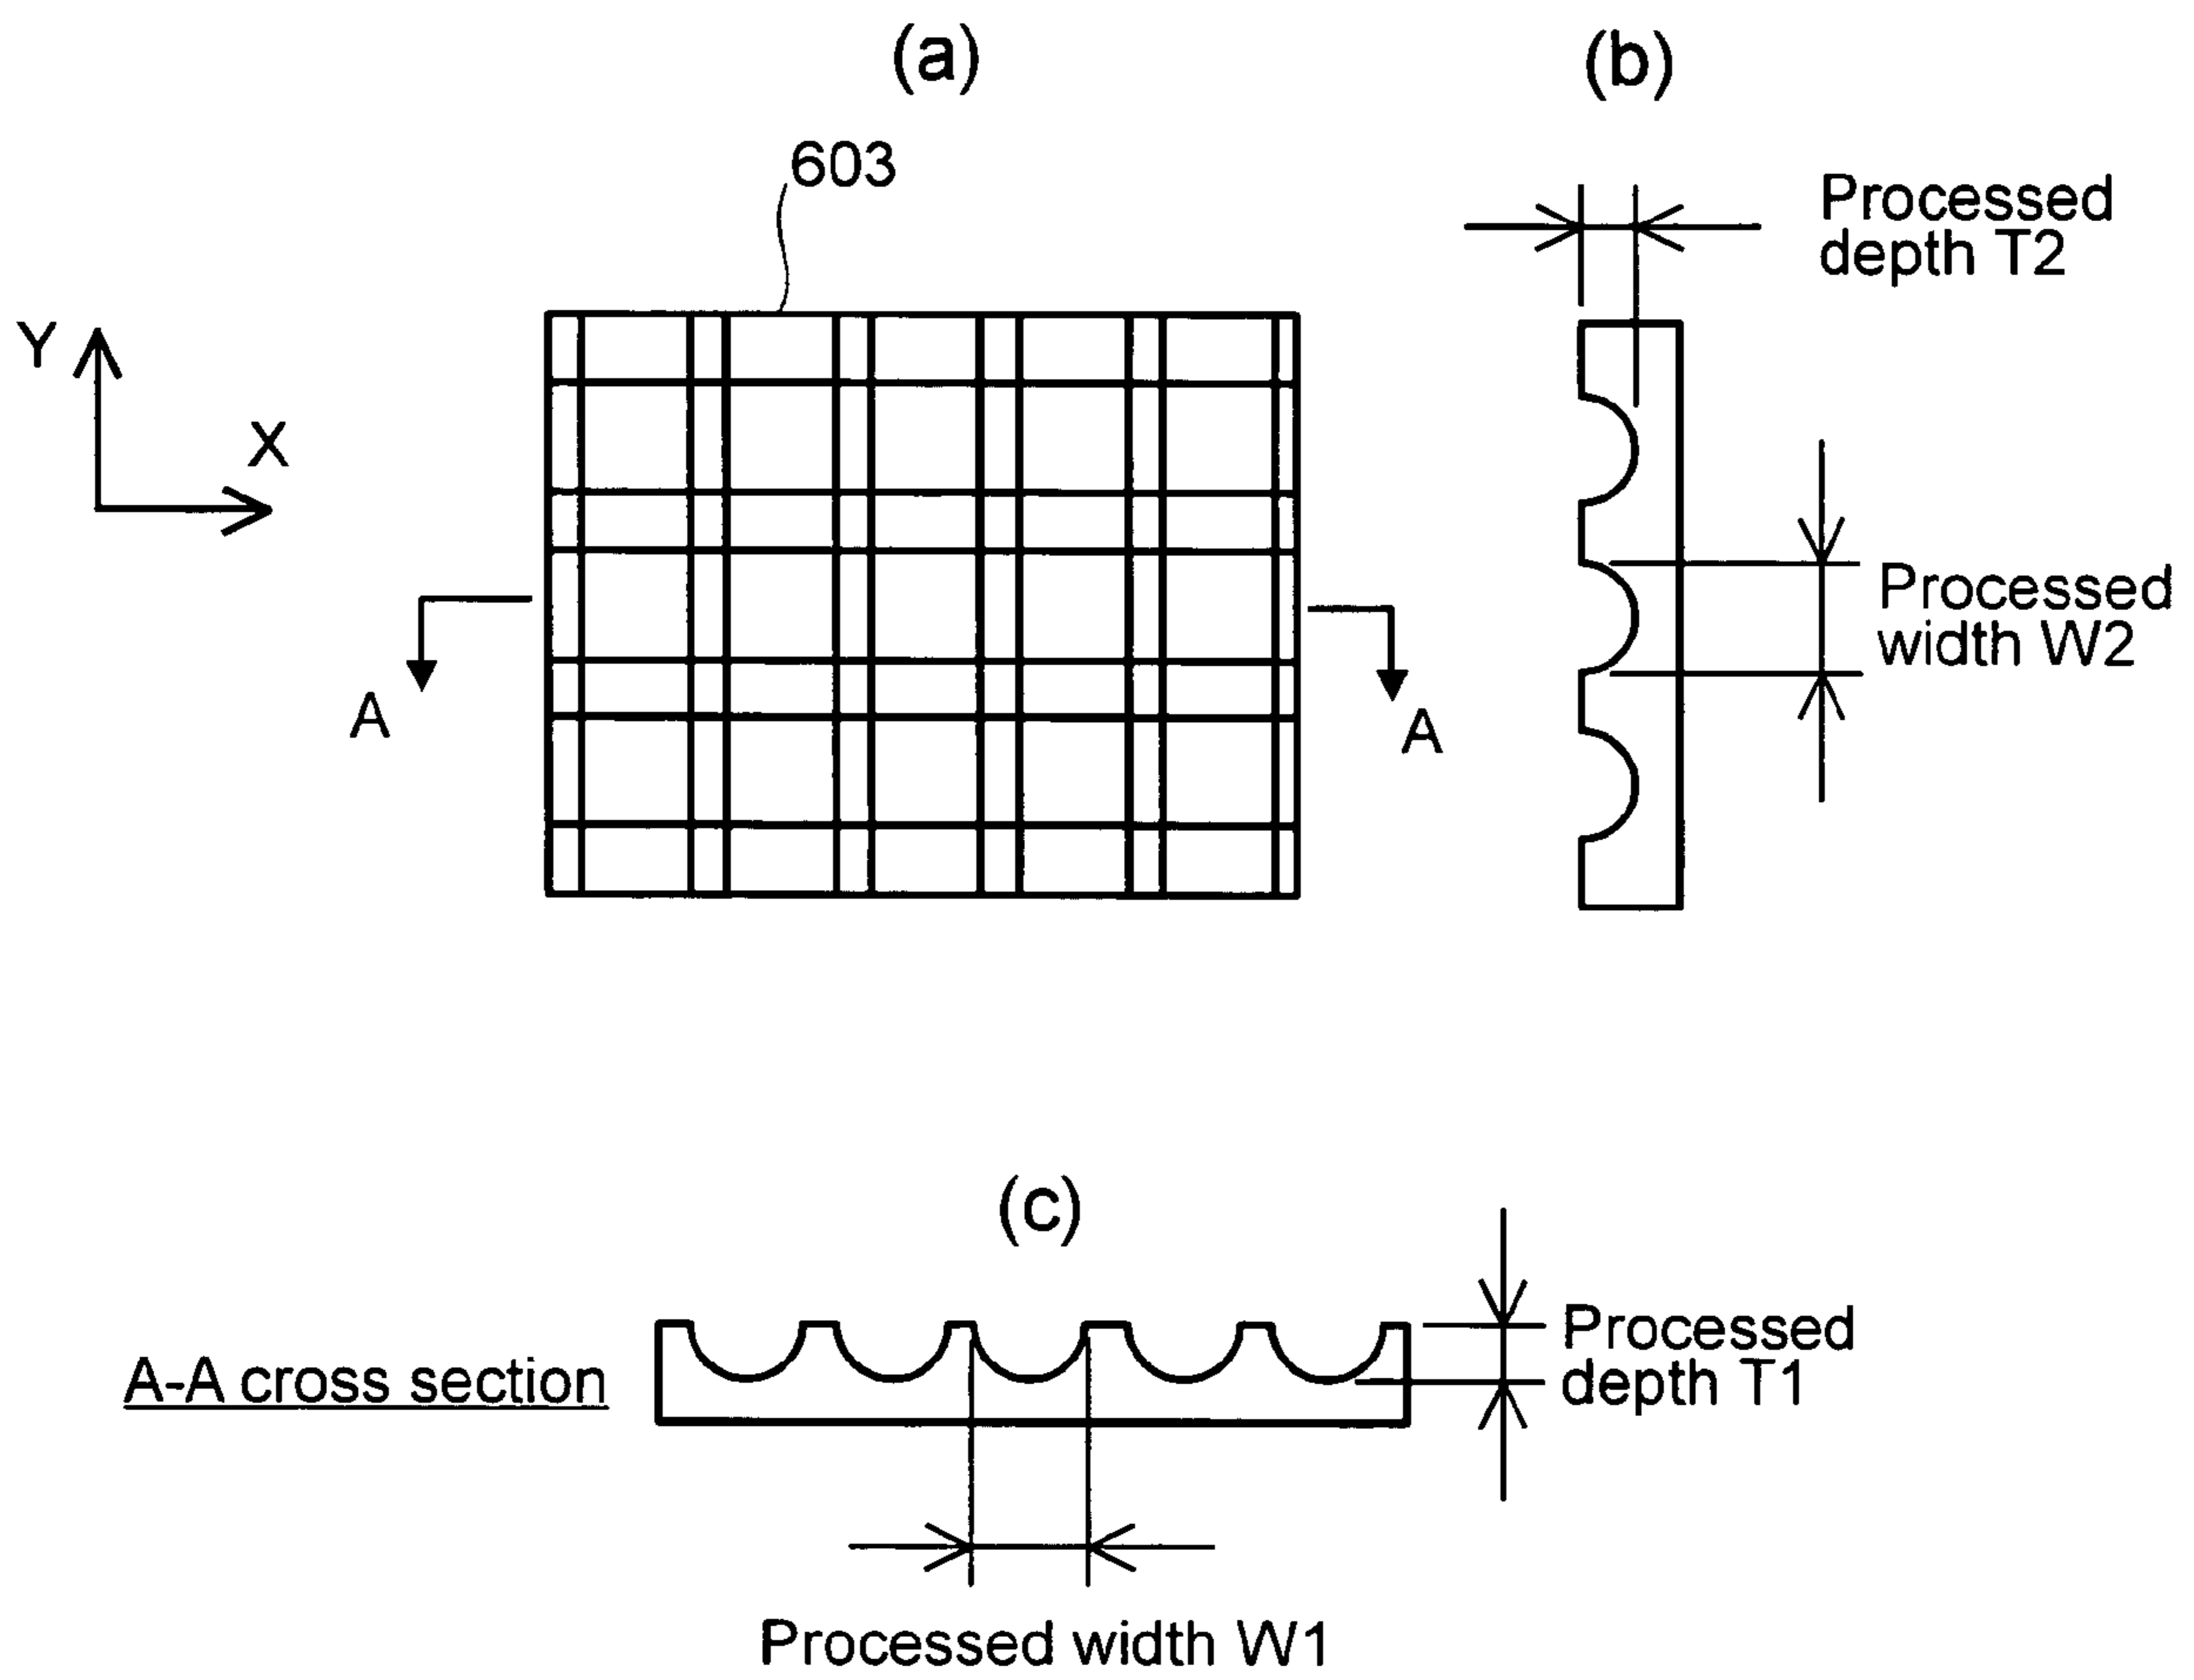 (a)
(b)
603
Processed
depth T2
Y
X
Processed
width W2
A
A
(c)
Processed
depth T1
A-A cross section
Processed width W1